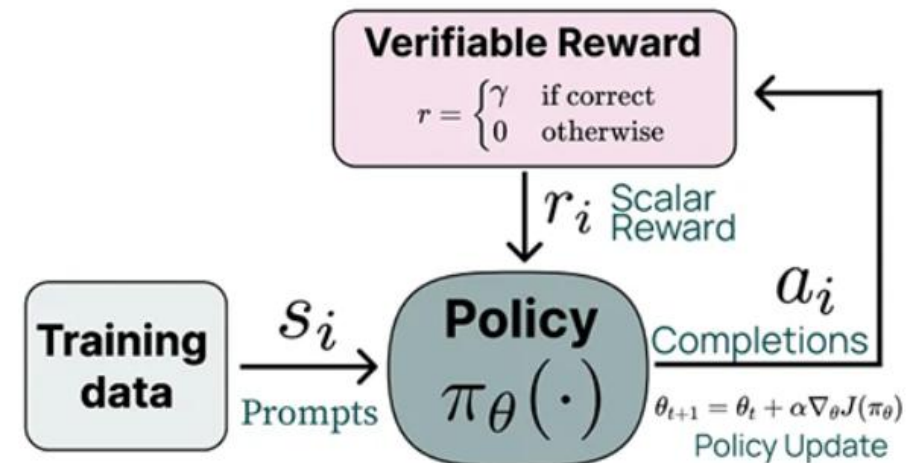 Verifiable Reward
r = { γ if correct
0 otherwise
r_i Scalar
Reward
Training
data
s_i
Prompts
Policy
π_θ(·)
a_i
Completions
θ_{t+1} = θ_t + α∇_θJ(π_θ)
Policy Update